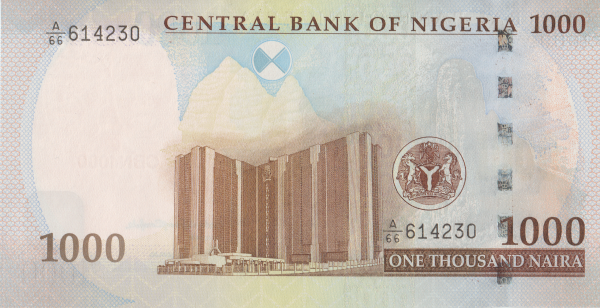 CENTRAL BANK OF NIGERIA 1000
A/66 614230
A/66 614230
1000
1000
ONE THOUSAND NAIRA